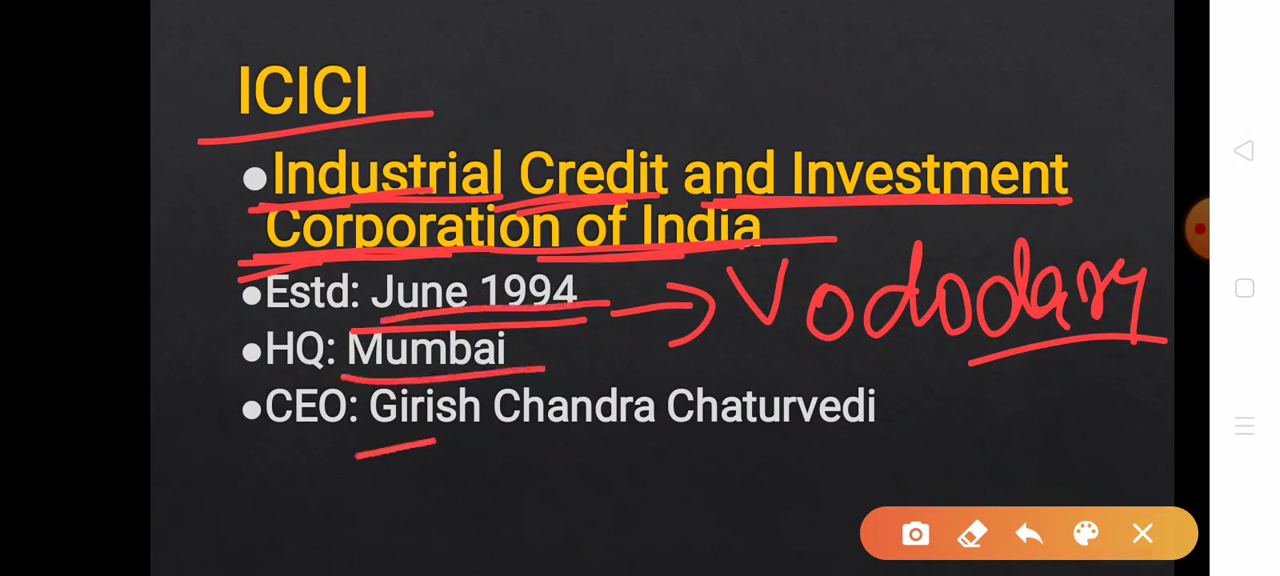 ICICI
●Industrial Credit and Investment
Corporation of India
●Estd: June 1994
Vododary
●HQ: Mumbai
●CEO: Girish Chandra Chaturvedi